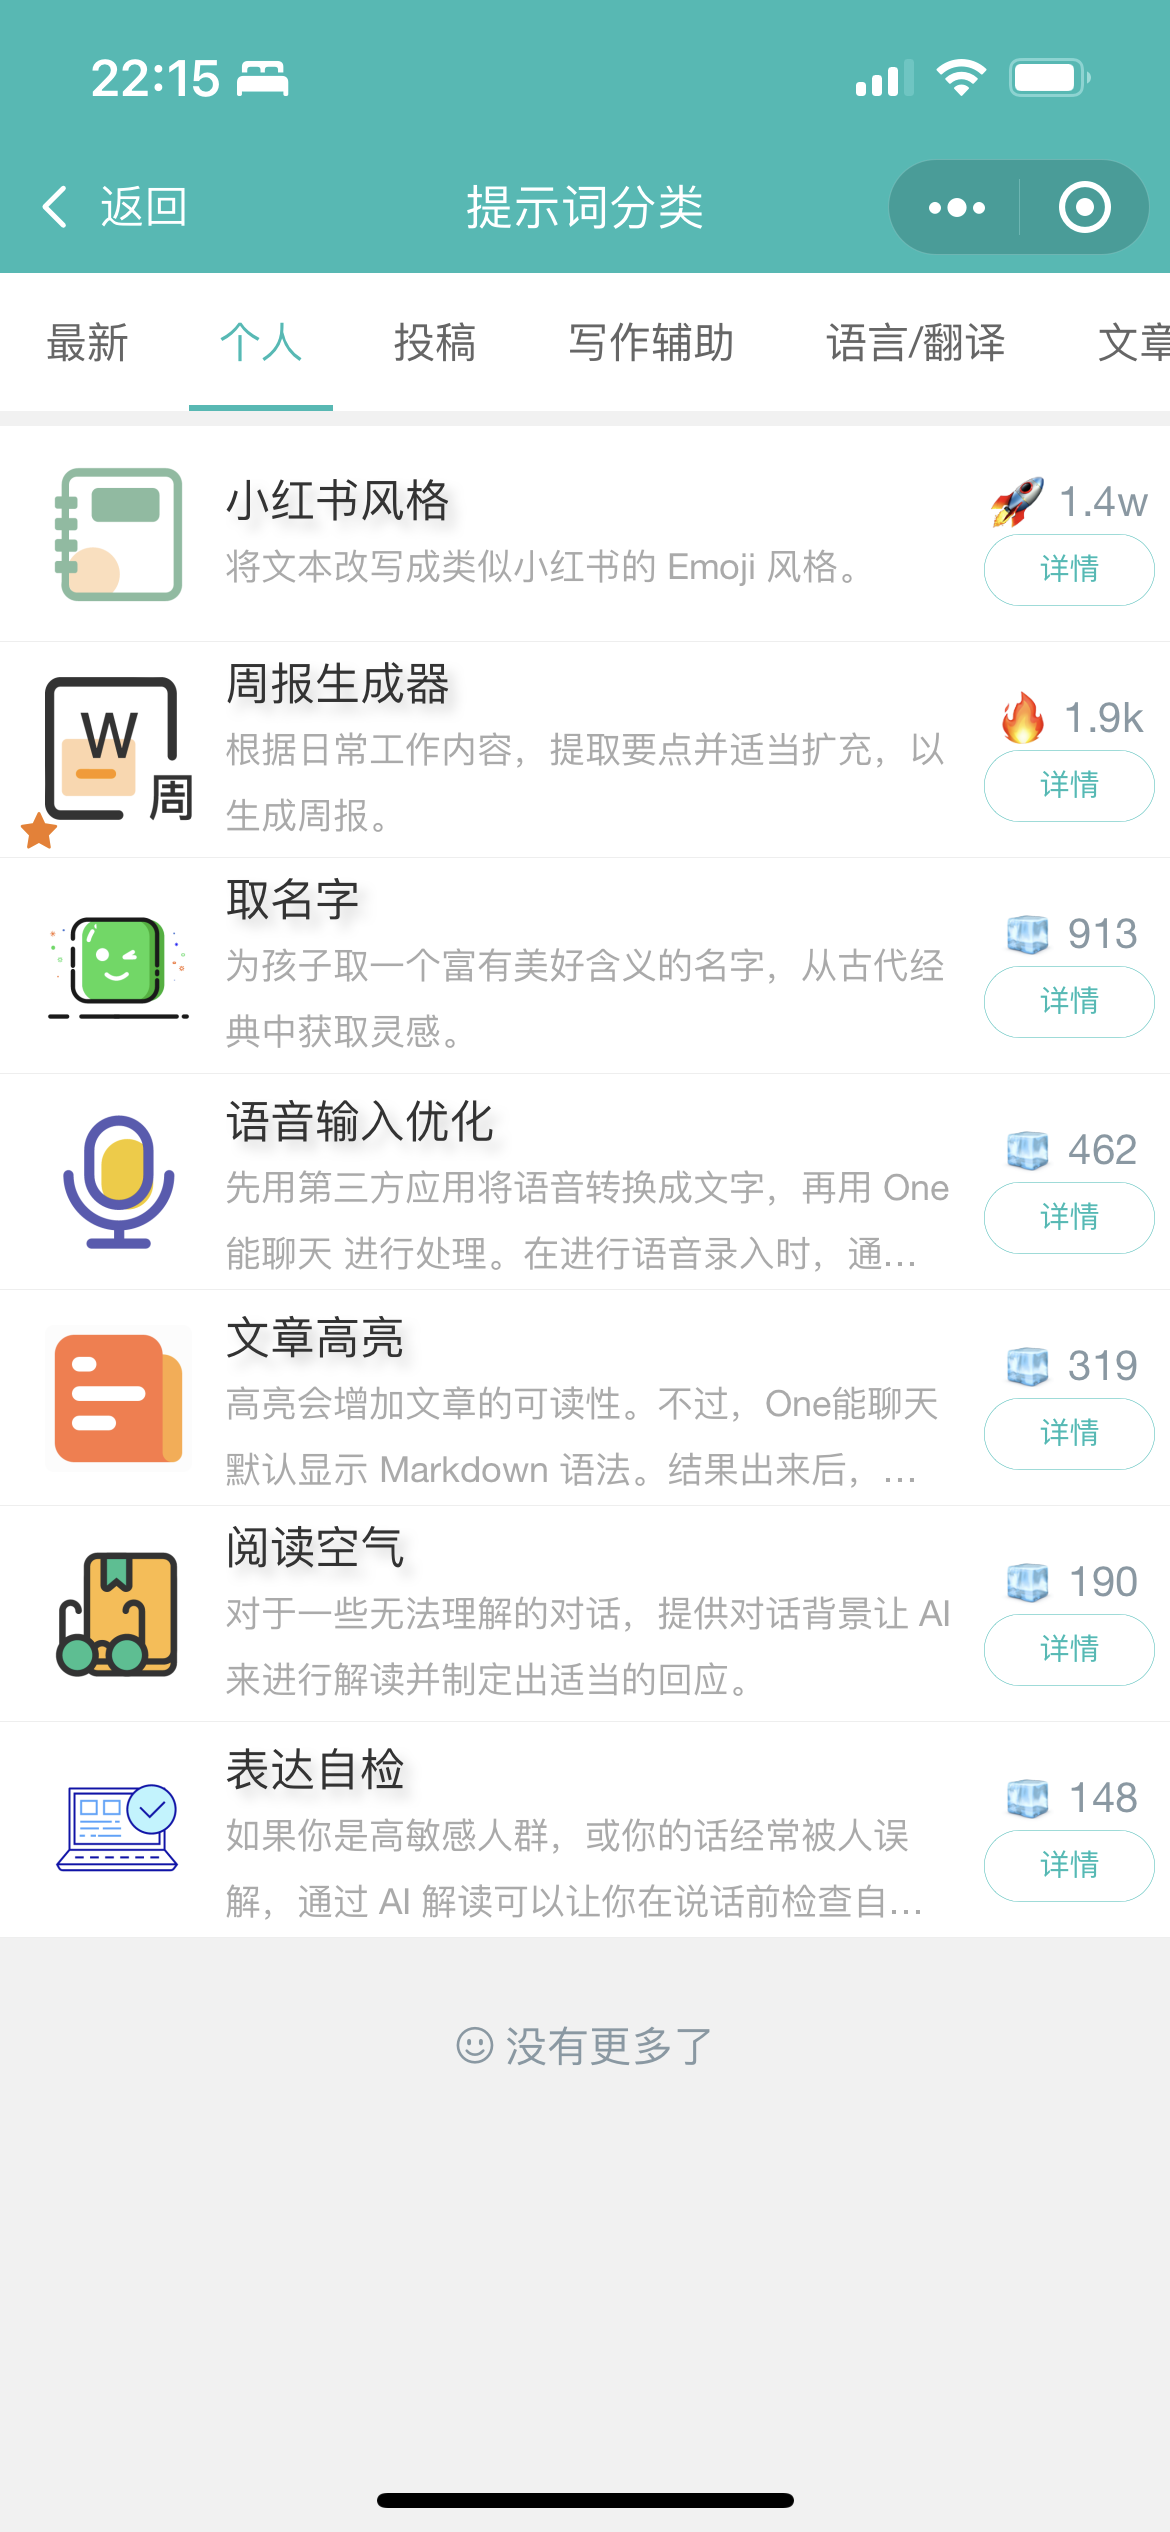 22:15
返回
提示词分类
最新 个人 投稿 写作辅助 语言/翻译 文章
小红书风格
将文本改写成类似小红书的 Emoji 风格。
1.4w
详情
W
周
周报生成器
根据日常工作内容，提取要点并适当扩充，以
生成周报。
1.9k
详情
取名字
为孩子取一个富有美好含义的名字，从古代经
典中获取灵感。
913
详情
语音输入优化
先用第三方应用将语音转换成文字，再用 One
能聊天 进行处理。在进行语音录入时，通...
462
详情
文章高亮
高亮会增加文章的可读性。不过，One能聊天
默认显示 Markdown 语法。结果出来后，...
319
详情
阅读空气
对于一些无法理解的对话，提供对话背景让 AI
来进行解读并制定出适当的回应。
190
详情
表达自检
如果你是高敏感人群，或你的话经常被人误
解，通过 AI 解读可以让你在说话前检查自...
148
详情
没有更多了